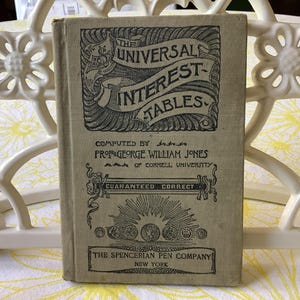 THE
UNIVERSAL
INTEREST-
TABLES
COMPUTED BY
PROF. GEORGE WILLIAM JONES
OF CORNELL UNIVERSITY
GUARANTEED CORRECT
THE SPENCERIAN PEN COMPANY
NEW YORK